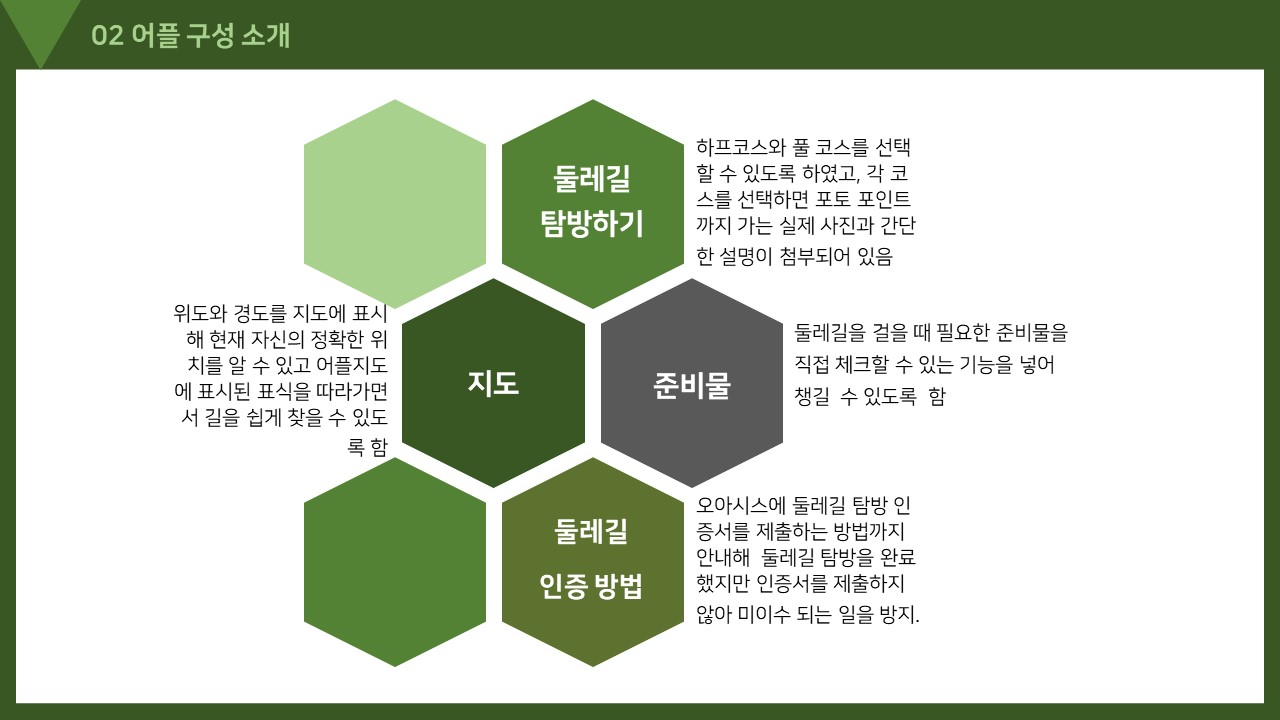 02 어플 구성 소개
둘레길
탐방하기
하프코스와 풀 코스를 선택
할 수 있도록 하였고, 각 코
스를 선택하면 포토 포인트
까지 가는 실제 사진과 간단
한 설명이 첨부되어 있음
위도와 경도를 지도에 표시
해 현재 자신의 정확한 위
치를 알 수 있고 어플지도
에 표시된 표식을 따라가면
서 길을 쉽게 찾을 수 있도
록 함
지도
준비물
둘레길을 걸을 때 필요한 준비물을
직접 체크할 수 있는 기능을 넣어
챙길  수 있도록  함
둘레길
인증 방법
오아시스에 둘레길 탐방 인
증서를 제출하는 방법까지
안내해  둘레길 탐방을 완료
했지만 인증서를 제출하지
않아 미이수 되는 일을 방지.